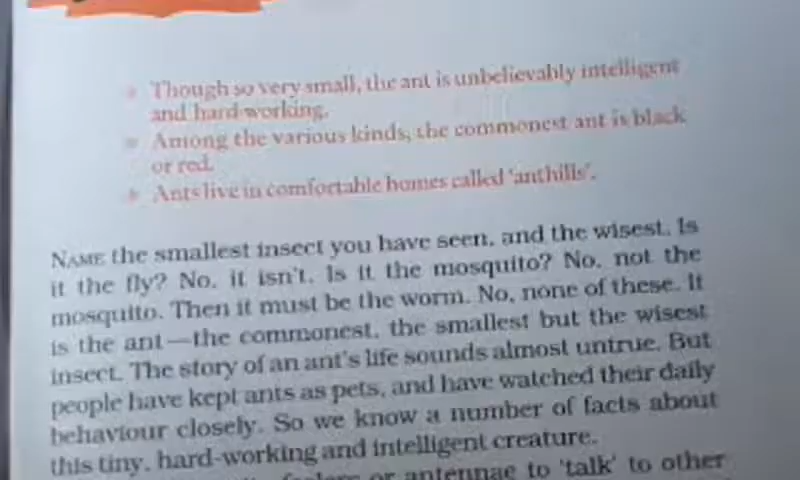 Though so very small, the ant is unbelievably intelligent
and hard-working.
Among the various kinds, the commonest ant is black
or red.
Ants live in comfortable homes called 'anthills'.
NAME the smallest insect you have seen, and the wisest. Is
it the fly? No, it isn't. Is it the mosquito? No, not the
mosquito. Then it must be the worm. No, none of these. It
is the ant—the commonest, the smallest but the wisest
insect. The story of an ant's life sounds almost untrue. But
people have kept ants as pets, and have watched their daily
behaviour closely. So we know a number of facts about
this tiny, hard-working and intelligent creature.
feelers or antennae to 'talk' to other